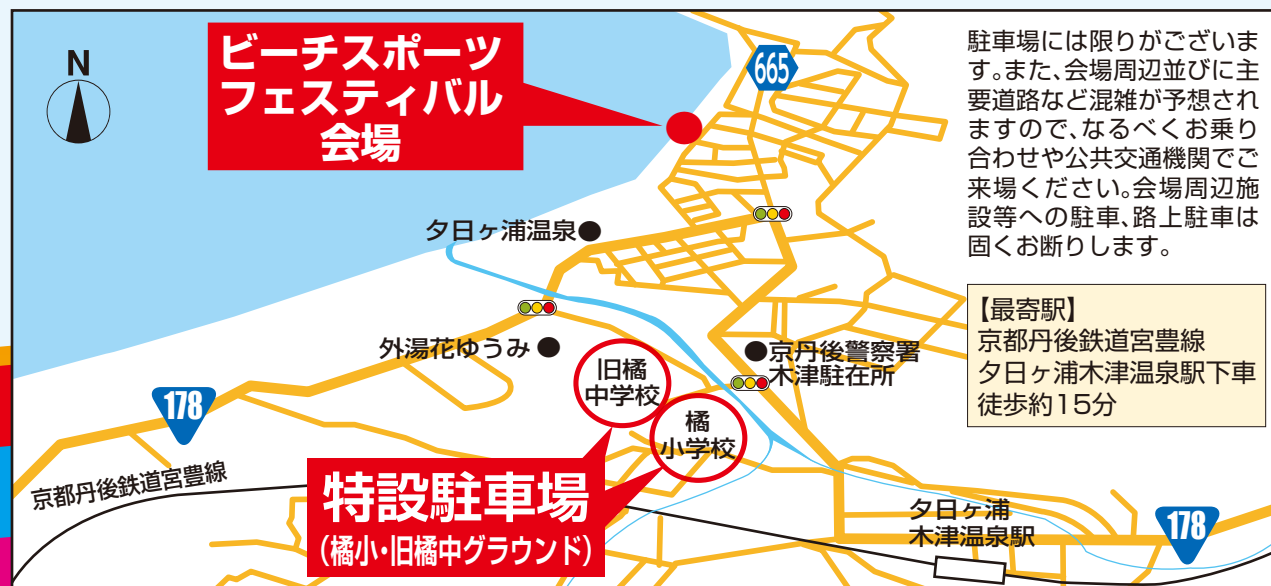 N
ビーチスポーツ
フェスティバル
会場
665
駐車場には限りがございま
す。また、会場周辺並びに主
要道路など混雑が予想され
ますので、なるべくお乗り
合わせや公共交通機関でご
来場ください。会場周辺施
設等への駐車、路上駐車は
固くお断りします。
夕日ヶ浦温泉
外湯花ゆうみ
京丹後警察署
木津駐在所
【最寄駅】
京都丹後鉄道宮豊線
夕日ヶ浦木津温泉駅下車
徒歩約15分
旧橘
中学校
橘
小学校
178
京都丹後鉄道宮豊線
特設駐車場
(橘小・旧橘中グラウンド)
夕日ヶ浦
木津温泉駅
178